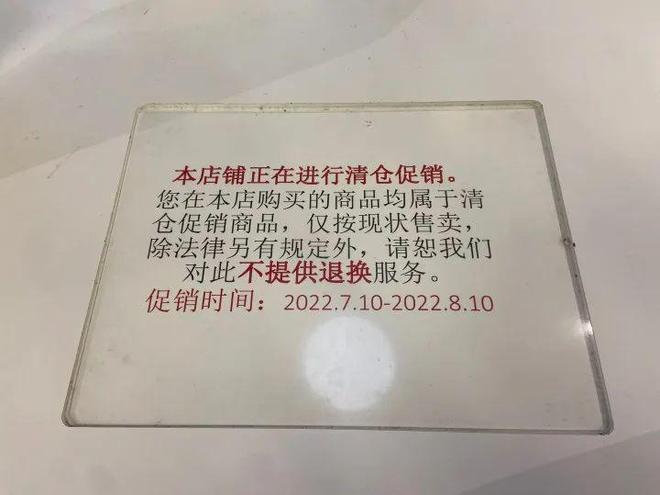 本店铺正在进行清仓促销。
您在本店购买的商品均属于清
仓促销商品，仅按现状售卖，
除法律另有规定外，请恕我们
对此不提供退换服务。
促销时间：2022.7.10-2022.8.10